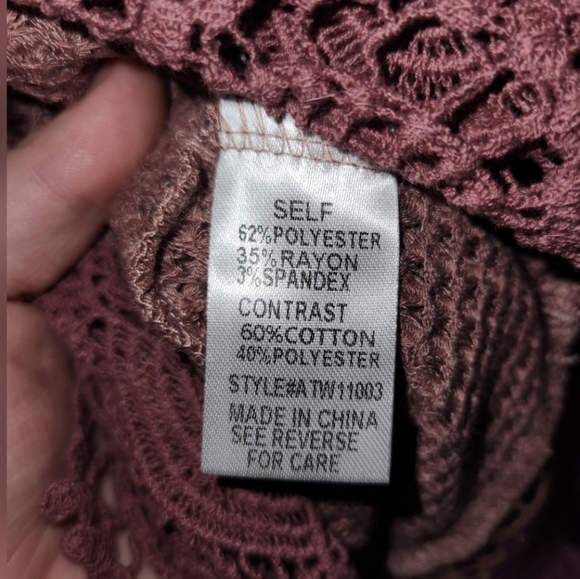 SELF
62%POLYESTER
35%RAYON
3%SPANDEX
CONTRAST
60%COTTON
40%POLYESTER
STYLE#ATW11003
MADE IN CHINA
SEE REVERSE
FOR CARE